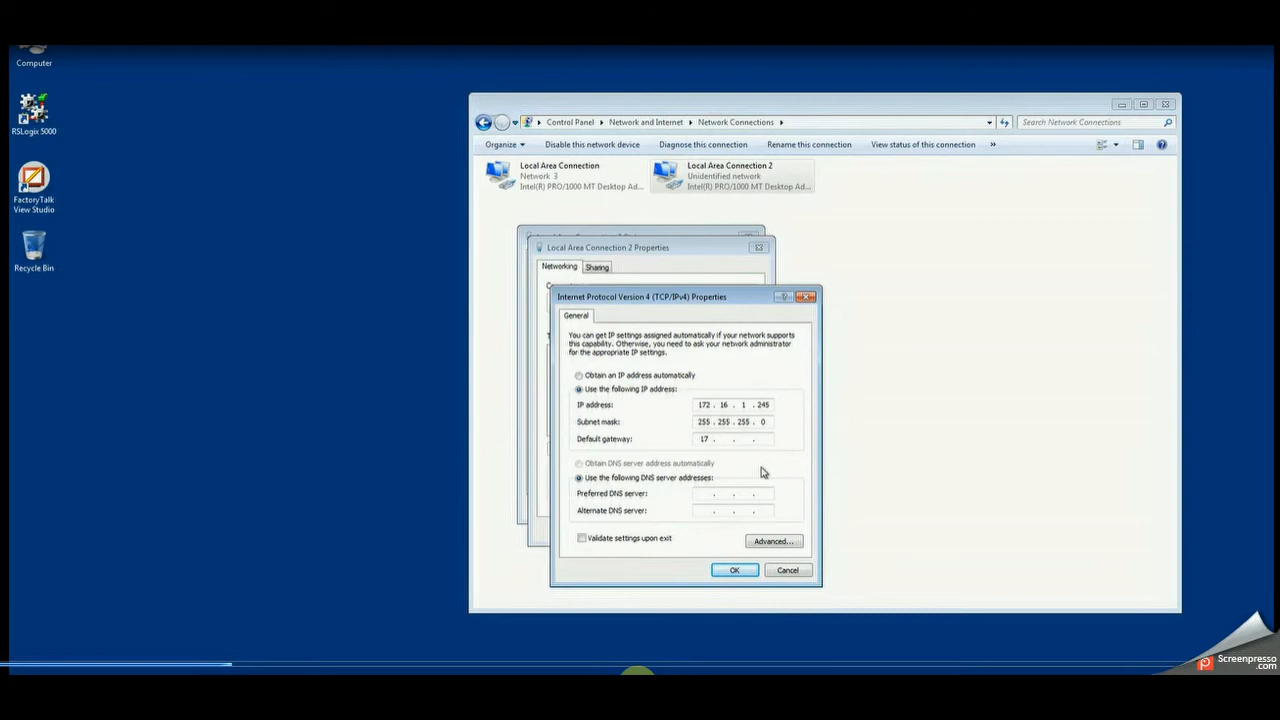 Computer
RSLogix 5000
FactoryTalk
View Studio
Recycle Bin
Control Panel
Network and Internet
Network Connections
Search Network Connections
Organize
Disable this network device
Diagnose this connection
Rename this connection
View status of this connection
»
Local Area Connection
Network 3
Intel(R) PRO/1000 MT Desktop Ad...
Local Area Connection 2
Unidentified network
Intel(R) PRO/1000 MT Desktop Ad...
Local Area Connection 2 Properties
Networking
Sharing
Internet Protocol Version 4 (TCP/IPv4) Properties
General
You can get IP settings assigned automatically if your network supports
this capability. Otherwise, you need to ask your network administrator
for the appropriate IP settings.
Obtain an IP address automatically
Use the following IP address:
IP address: 172 . 16 . 1 . 245
Subnet mask: 255 . 255 . 255 . 0
Default gateway: 17 . . .
Obtain DNS server address automatically
Use the following DNS server addresses:
Preferred DNS server: . . .
Alternate DNS server: . . .
Validate settings upon exit
Advanced...
OK
Cancel
Screenpresso
.com